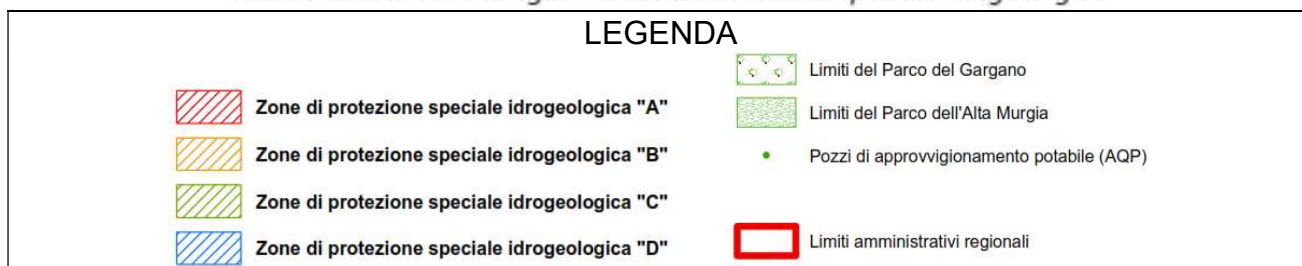 LEGENDA
Zone di protezione speciale idrogeologica "A"
Zone di protezione speciale idrogeologica "B"
Zone di protezione speciale idrogeologica "C"
Zone di protezione speciale idrogeologica "D"
Limiti del Parco del Gargano
Limiti del Parco dell'Alta Murgia
Pozzi di approvvigionamento potabile (AQP)
Limiti amministrativi regionali